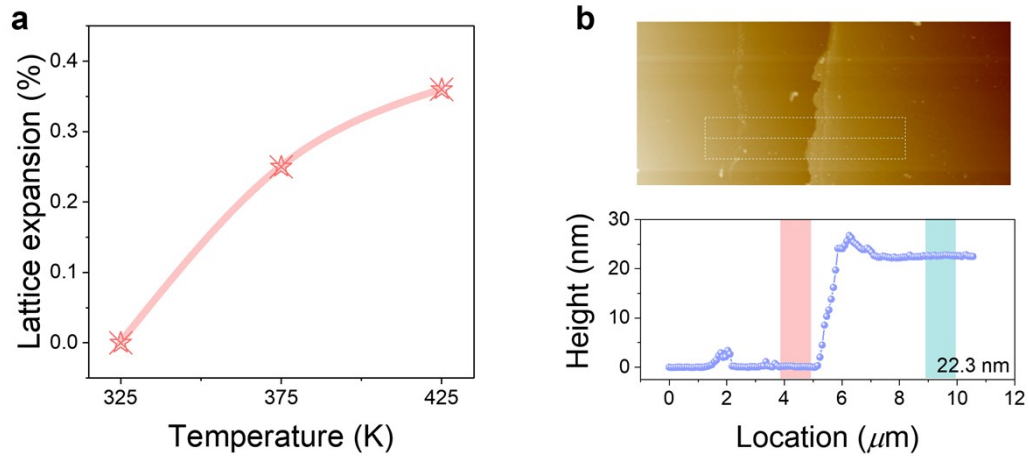 a
Lattice expansion (%)
0.4
0.3
0.2
0.1
0.0
325
375
425
Temperature (K)
b
Height (nm)
30
20
10
0
22.3 nm
0
2
4
6
8
10
12
Location (μm)